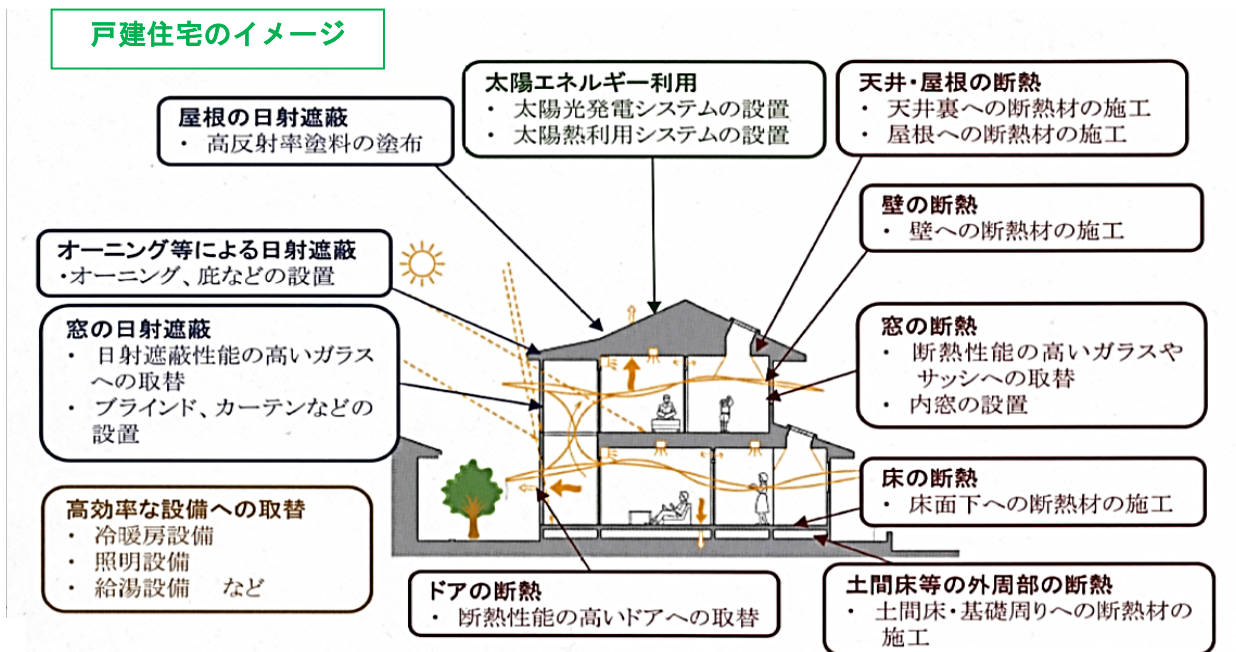 戸建住宅のイメージ
太陽エネルギー利用
・ 太陽光発電システムの設置
・ 太陽熱利用システムの設置
天井・屋根の断熱
・ 天井裏への断熱材の施工
・ 屋根への断熱材の施工
屋根の日射遮蔽
・ 高反射率塗料の塗布
壁の断熱
・ 壁への断熱材の施工
オーニング等による日射遮蔽
・オーニング、庇などの設置
窓の日射遮蔽
・ 日射遮蔽性能の高いガラス
への取替
・ ブラインド、カーテンなどの
設置
窓の断熱
・ 断熱性能の高いガラスや
サッシへの取替
・ 内窓の設置
床の断熱
・ 床面下への断熱材の施工
高効率な設備への取替
・ 冷暖房設備
・ 照明設備
・ 給湯設備 など
ドアの断熱
・ 断熱性能の高いドアへの取替
土間床等の外周部の断熱
・ 土間床・基礎周りへの断熱材の
施工